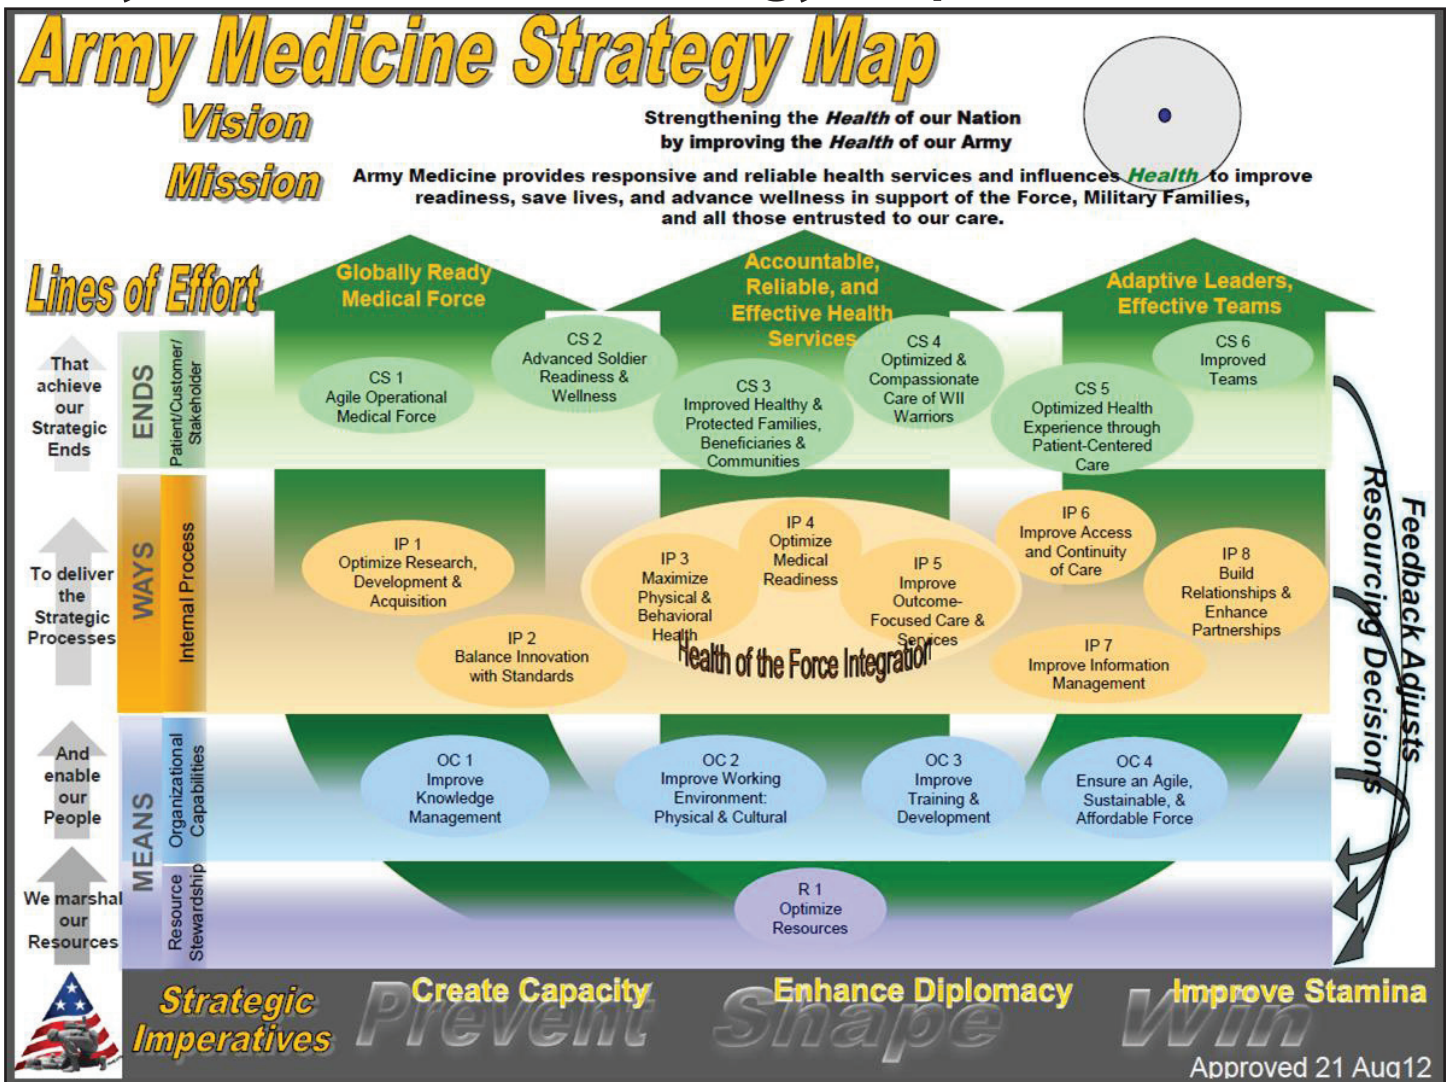 Army Medicine Strategy Map
Vision
Strengthening the Health of our Nation
by improving the Health of our Army
Mission
Army Medicine provides responsive and reliable health services and influences Health to improve
readiness, save lives, and advance wellness in support of the Force, Military Families,
and all those entrusted to our care.
Lines of Effort
Globally Ready
Medical Force
Accountable,
Reliable, and
Effective Health
Services
Adaptive Leaders,
Effective Teams
That
achieve
our
Strategic
Ends
ENDS
Patient/Customer/
Stakeholder
CS 1
Agile Operational
Medical Force
CS 2
Advanced Soldier
Readiness &
Wellness
CS 3
Improved Healthy &
Protected Families,
Beneficiaries &
Communities
CS 4
Optimized &
Compassionate
Care of WII
Warriors
CS 5
Optimized Health
Experience through
Patient-Centered
Care
CS 6
Improved
Teams
To deliver
the
Strategic
Processes
WAYS
Internal Process
IP 1
Optimize Research,
Development &
Acquisition
IP 2
Balance Innovation
with Standards
IP 3
Maximize
Physical &
Behavioral
Health
IP 4
Optimize
Medical
Readiness
IP 5
Improve
Outcome-
Focused Care &
Services
Health of the Force Integration
IP 6
Improve Access
and Continuity
of Care
IP 7
Improve Information
Management
IP 8
Build
Relationships &
Enhance
Partnerships
And
enable
our
People
MEANS
Organizational
Capabilities
OC 1
Improve
Knowledge
Management
OC 2
Improve Working
Environment:
Physical & Cultural
OC 3
Improve
Training &
Development
OC 4
Ensure an Agile,
Sustainable, &
Affordable Force
We marshal
our
Resources
Resource
Stewardship
R 1
Optimize
Resources
Feedback Adjusts
Resourcing Decisions
Strategic
Imperatives
Create Capacity
Prevent
Enhance Diplomacy
Shape
Improve Stamina
Win
Approved 21 Aug12